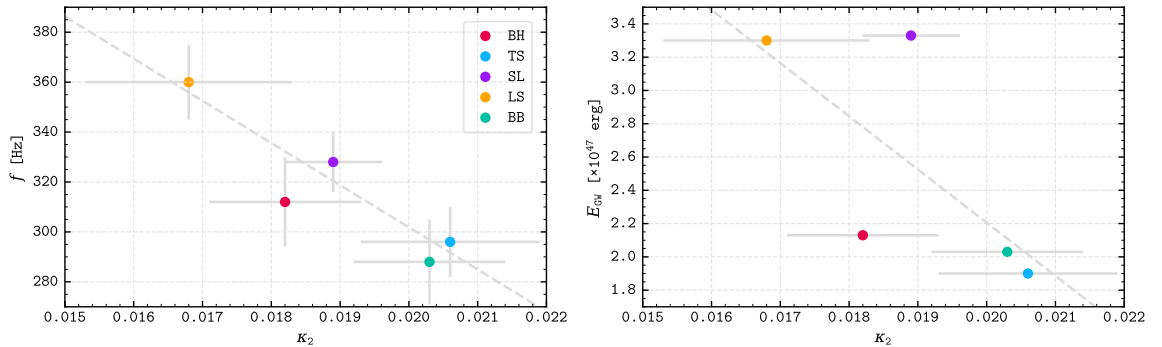 380
360
340
320
300
280
f [Hz]
0.015 0.016 0.017 0.018 0.019 0.020 0.021 0.022
κ₂
BH
TS
SL
LS
BB
3.4
3.2
3.0
2.8
2.6
2.4
2.2
2.0
1.8
E_GW [×10⁴⁷ erg]
0.015 0.016 0.017 0.018 0.019 0.020 0.021 0.022
κ₂